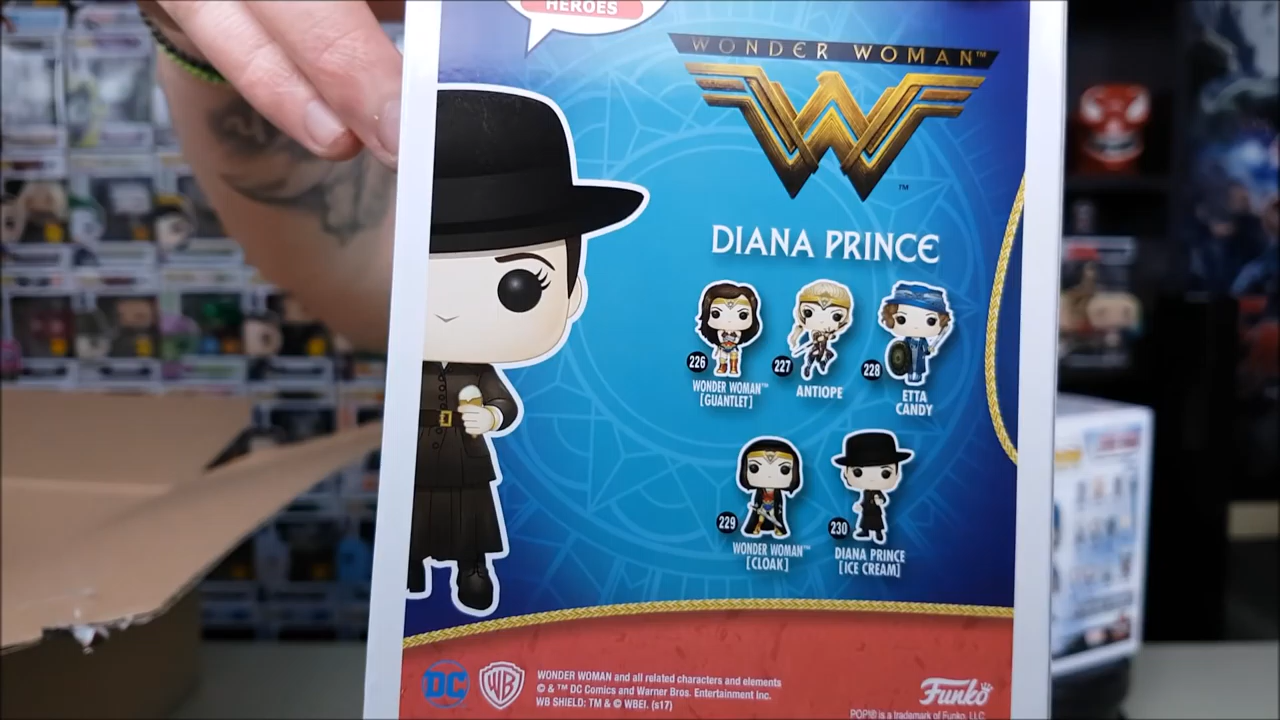 HEROES
WONDER WOMAN™
™
DIANA PRINCE
226
WONDER WOMAN™
[GUANTLET]
227
ANTIOPE
228
ETTA
CANDY
229
WONDER WOMAN™
[CLOAK]
230
DIANA PRINCE
[ICE CREAM]
DC
WB
WONDER WOMAN and all related characters and elements
© & ™ DC Comics and Warner Bros. Entertainment Inc.
WB SHIELD: TM & © WBEI. (s17)
Funko
POP!® is a trademark of Funko, LLC